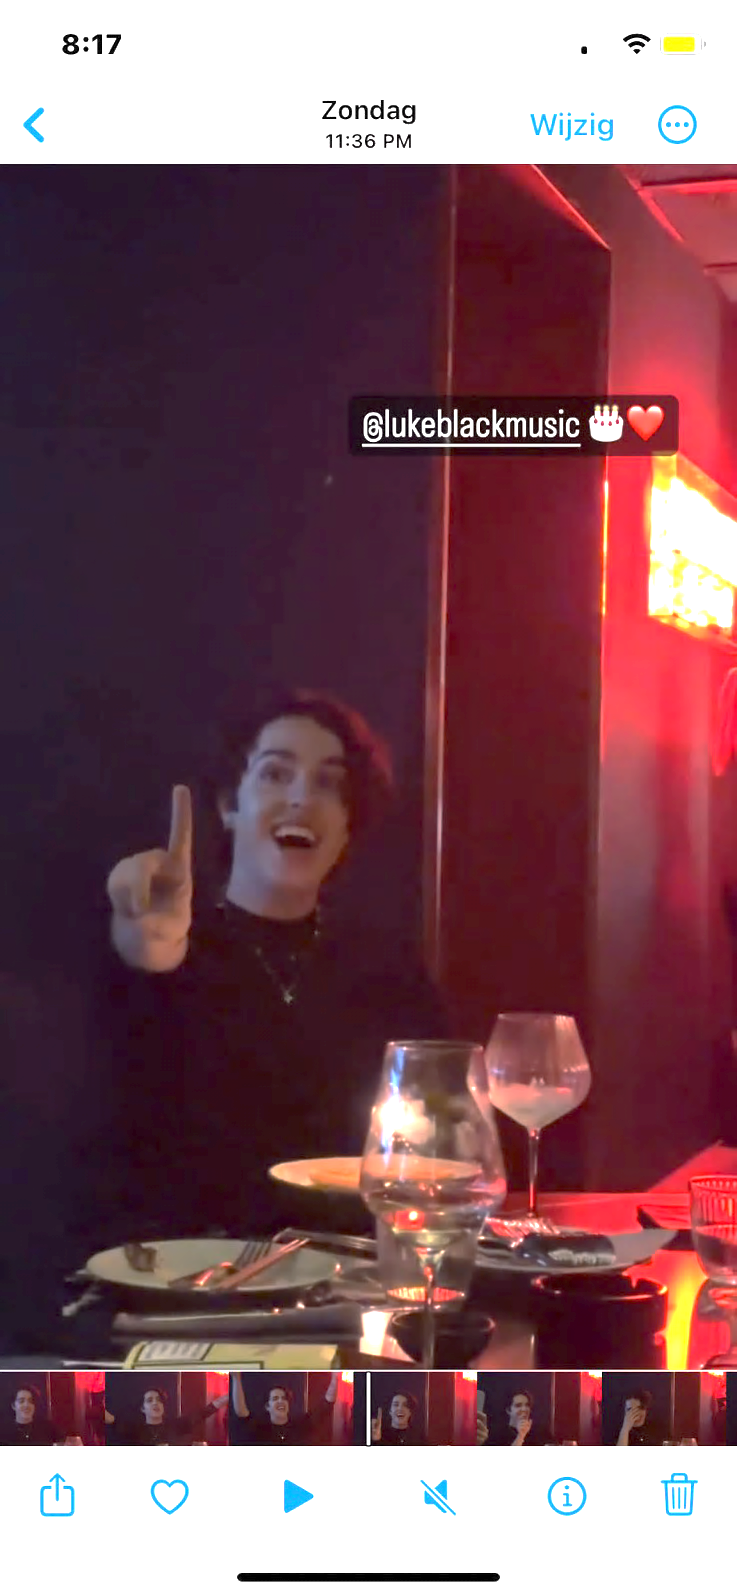 8:17
Zondag
11:36 PM
Wijzig
@lukeblackmusic 🎂❤️